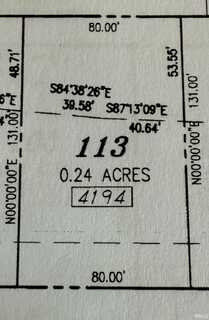 80.00'
48.71'
53.55'
S84°38'26"E
39.58'
S87°13'09"E
40.64'
131.00'
N00°00'00"E
131.00'
N00°00'00"E
6"E
113
0.24 ACRES
4194
80.00'